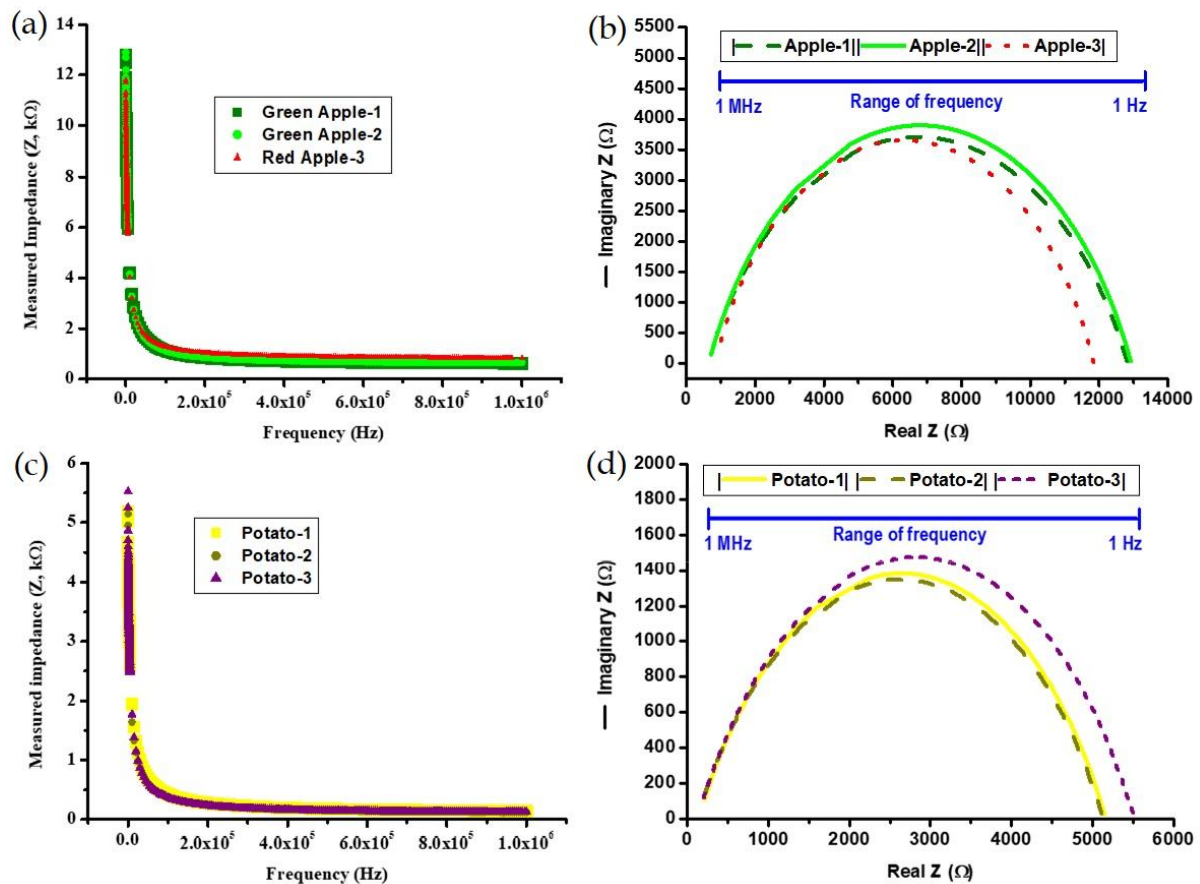 (a)
Measured Impedance (Z, kΩ)
14
12
10
8
6
4
2
0
Green Apple-1
Green Apple-2
Red Apple-3
0.0 2.0x10⁵ 4.0x10⁵ 6.0x10⁵ 8.0x10⁵ 1.0x10⁶
Frequency (Hz)
(b)
— Imaginary Z (Ω)
5500
5000
4500
4000
3500
3000
2500
2000
1500
1000
500
0
Apple-1|| Apple-2|| Apple-3|
1 MHz Range of frequency 1 Hz
0 2000 4000 6000 8000 10000 12000 14000
Real Z (Ω)
(c)
Measured impedance (Z, kΩ)
6
5
4
3
2
1
0
Potato-1
Potato-2
Potato-3
0.0 2.0x10⁵ 4.0x10⁵ 6.0x10⁵ 8.0x10⁵ 1.0x10⁶
Frequency (Hz)
(d)
— Imaginary Z (Ω)
2000
1800
1600
1400
1200
1000
800
600
400
200
0
Potato-1|| Potato-2|| Potato-3|
1 MHz Range of frequency 1 Hz
0 1000 2000 3000 4000 5000 6000
Real Z (Ω)